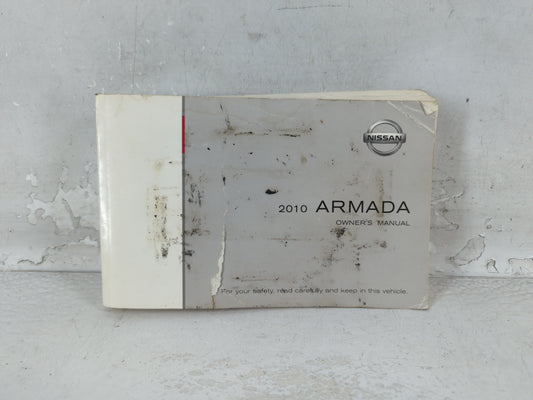 NISSAN
2010 ARMADA
OWNER'S MANUAL
For your safety, read carefully and keep in this vehicle.